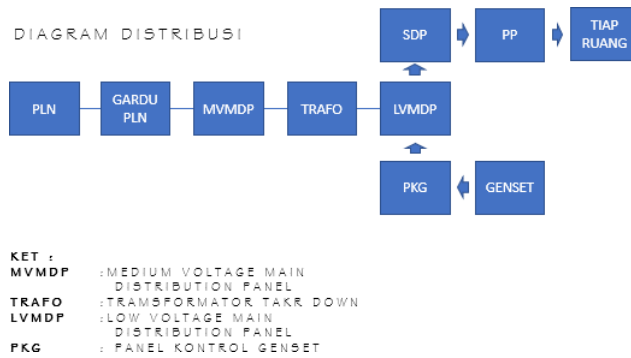 DIAGRAM DISTRIBUSI
SDP
PP
TIAP
RUANG
PLN
GARDU
PLN
MVMDP
TRAFO
LVMDP
PKG
GENSET
KET :
MVMDP :MEDIUM VOLTAGE MAIN
DISTRIBUTION PANEL
TRAFO :TRAMSFORMATOR TAKR DOWN
LVMDP :LOW VOLTAGE MAIN
DISTRIBUTION PANEL
PKG : PANEL KONTROL GENSET